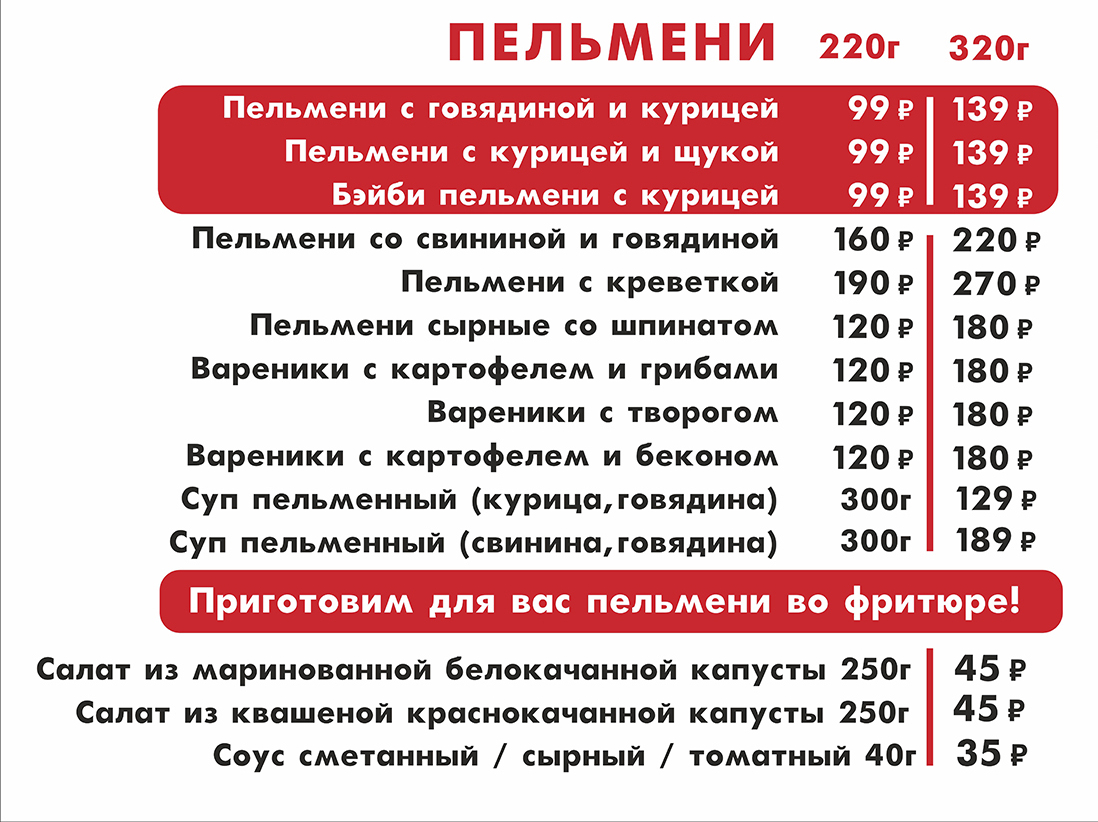 ПЕЛЬМЕНИ 220г 320г
Пельмени с говядиной и курицей 99 ₽ 139 ₽
Пельмени с курицей и щукой 99 ₽ 139 ₽
Бэйби пельмени с курицей 99 ₽ 139 ₽
Пельмени со свининой и говядиной 160 ₽ 220 ₽
Пельмени с креветкой 190 ₽ 270 ₽
Пельмени сырные со шпинатом 120 ₽ 180 ₽
Вареники с картофелем и грибами 120 ₽ 180 ₽
Вареники с творогом 120 ₽ 180 ₽
Вареники с картофелем и беконом 120 ₽ 180 ₽
Суп пельменный (курица,говядина) 300г 129 ₽
Суп пельменный (свинина,говядина) 300г 189 ₽
Приготовим для вас пельмени во фритюре!
Салат из маринованной белокачанной капусты 250г 45 ₽
Салат из квашеной краснокачанной капусты 250г 45 ₽
Соус сметанный / сырный / томатный 40г 35 ₽